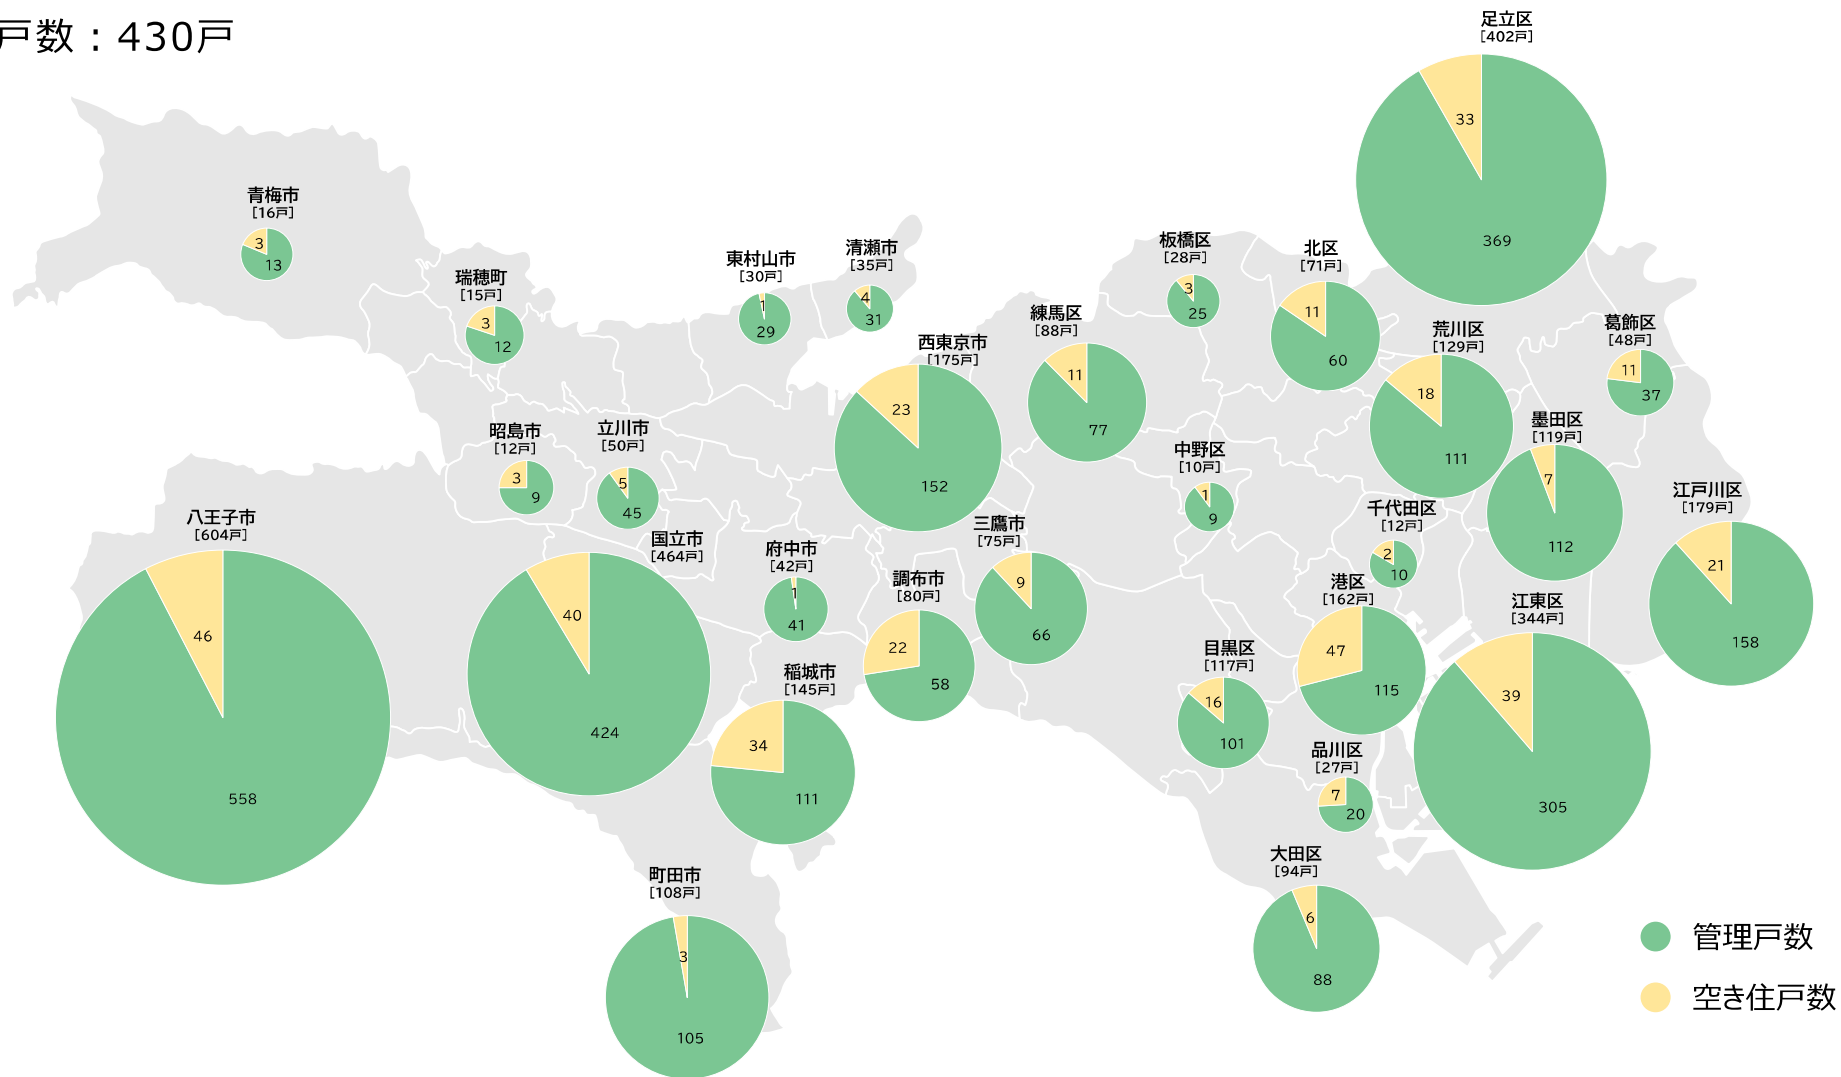 戸数：430戸
足立区
[402戸]
33
369
青梅市
[16戸]
3
13
瑞穂町
[15戸]
3
12
東村山市
[30戸]
1
29
清瀬市
[35戸]
4
31
板橋区
[28戸]
3
25
北区
[71戸]
11
60
練馬区
[88戸]
11
77
西東京市
[175戸]
23
152
荒川区
[129戸]
18
111
葛飾区
[48戸]
11
37
昭島市
[12戸]
3
9
立川市
[50戸]
5
45
中野区
[10戸]
1
9
墨田区
[119戸]
7
112
八王子市
[604戸]
46
558
国立市
[464戸]
40
424
府中市
[42戸]
1
41
調布市
[80戸]
22
58
三鷹市
[75戸]
9
66
千代田区
[12戸]
2
10
江戸川区
[179戸]
21
158
港区
[162戸]
47
115
江東区
[344戸]
39
305
稲城市
[145戸]
34
111
目黒区
[117戸]
16
101
品川区
[27戸]
7
20
町田市
[108戸]
3
105
大田区
[94戸]
6
88
管理戸数
空き住戸数